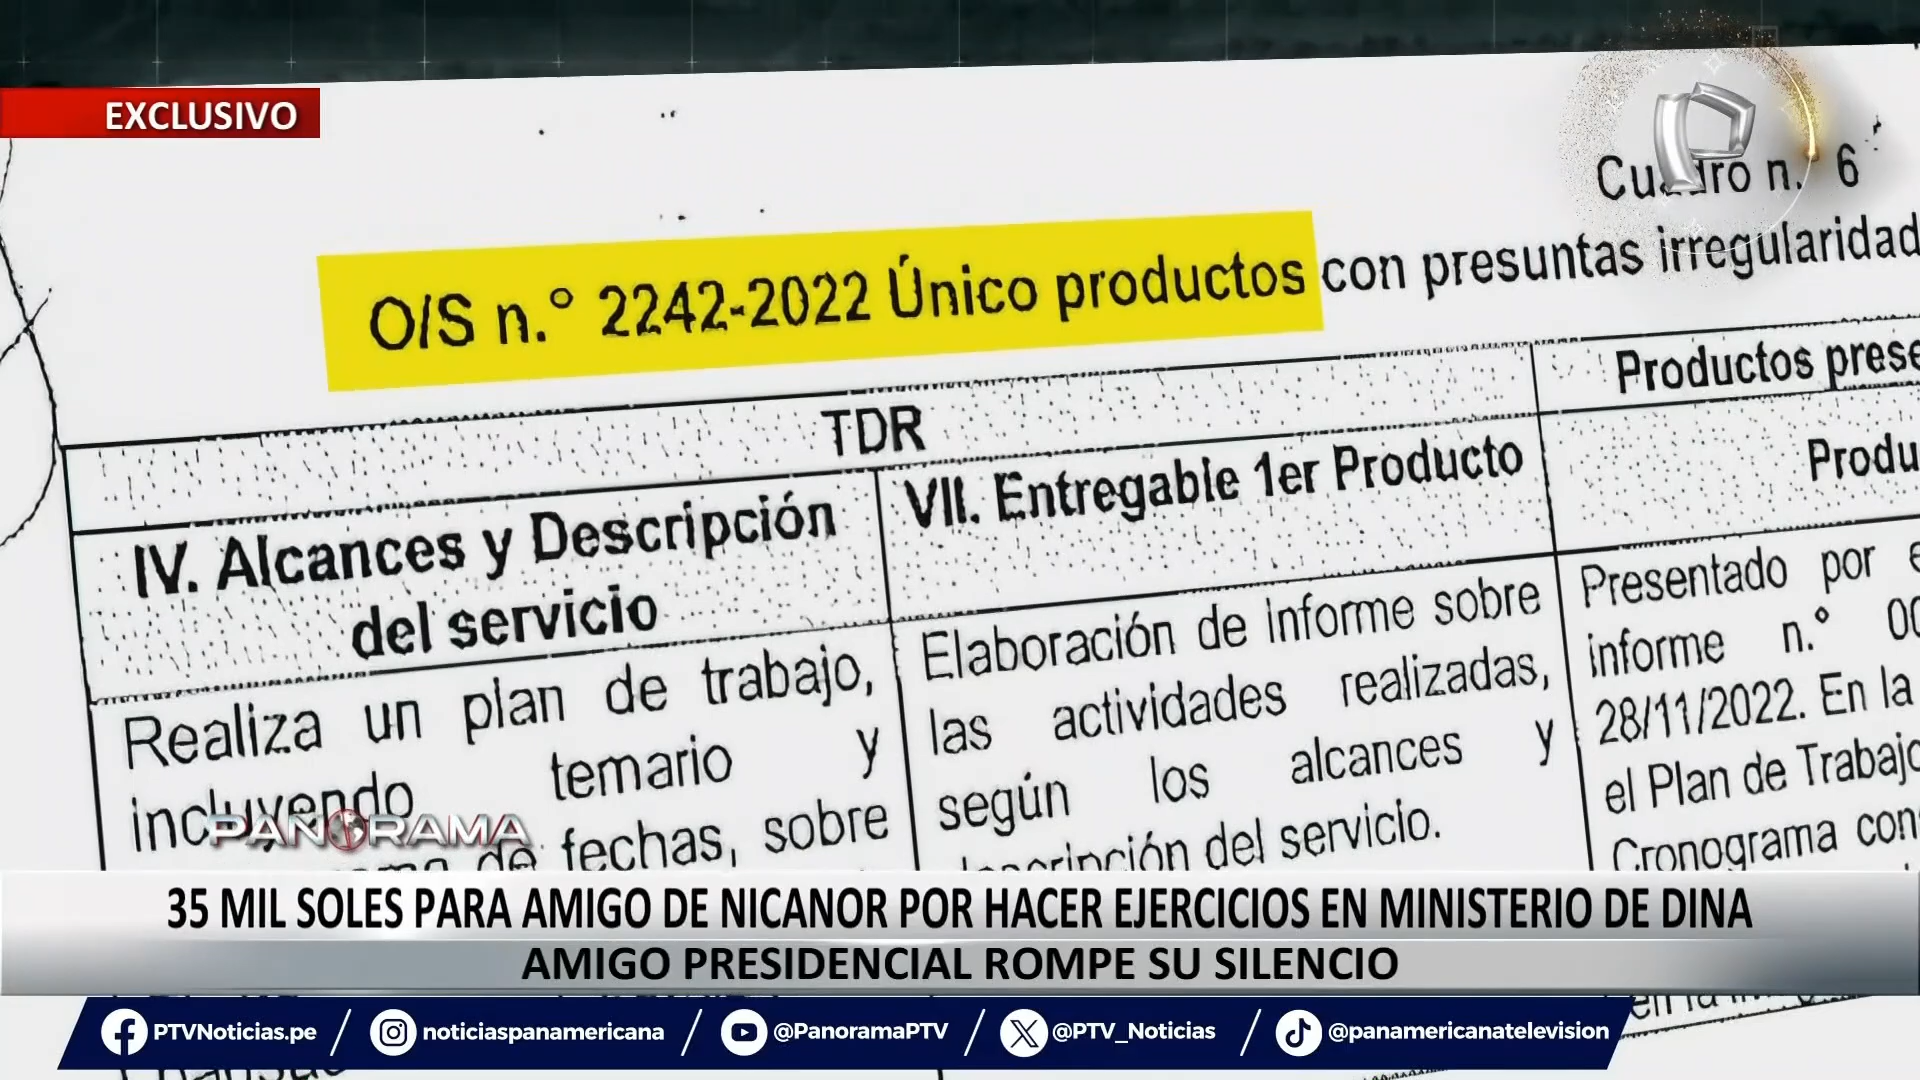 EXCLUSIVO
Cuadro n.° 6
O/S n.° 2242-2022 Único productos con presuntas irregularidad
TDR
Productos prese
IV. Alcances y Descripción
del servicio
VII. Entregable 1er Producto
Produ
Realiza un plan de trabajo,
incluyendo temario y
de fechas, sobre
Elaboración de informe sobre
las actividades realizadas,
según los alcances y
descripción del servicio.
Presentado por e
informe n.° 00
28/11/2022. En la
el Plan de Trabajo
Cronograma con
PANORAMA
35 MIL SOLES PARA AMIGO DE NICANOR POR HACER EJERCICIOS EN MINISTERIO DE DINA
AMIGO PRESIDENCIAL ROMPE SU SILENCIO
PTVNoticias.pe / noticiaspanamericana / @PanoramaPTV / @PTV_Noticias / @panamericanatelevision